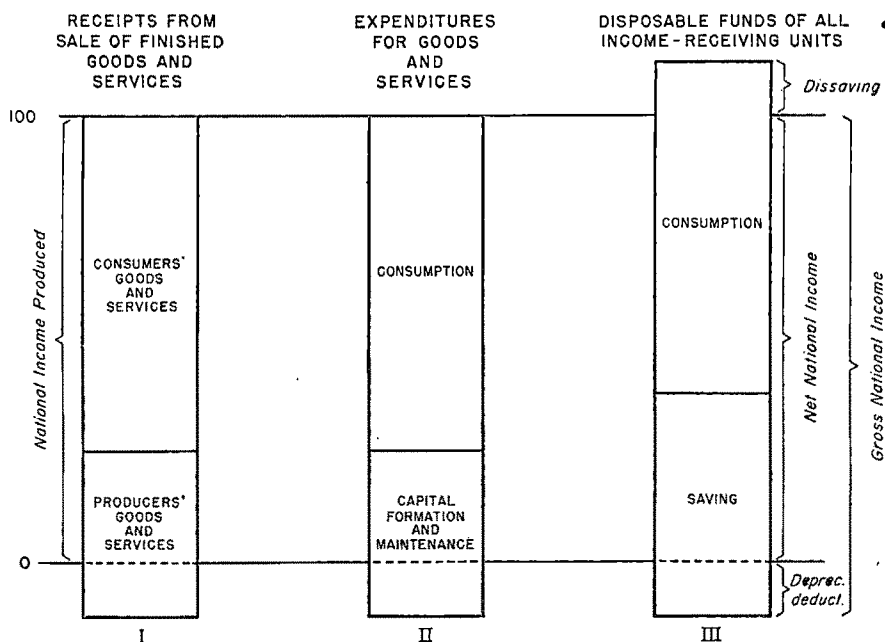 RECEIPTS FROM
SALE OF FINISHED
GOODS AND
SERVICES
EXPENDITURES
FOR GOODS
AND
SERVICES
DISPOSABLE FUNDS OF ALL
INCOME-RECEIVING UNITS
Dissaving
100
National Income Produced
CONSUMERS'
GOODS
AND
SERVICES
CONSUMPTION
CONSUMPTION
Net National Income
Gross National Income
PRODUCERS'
GOODS
AND
SERVICES
CAPITAL
FORMATION
AND
MAINTENANCE
SAVING
0
Deprec.
deduct.
I
II
III